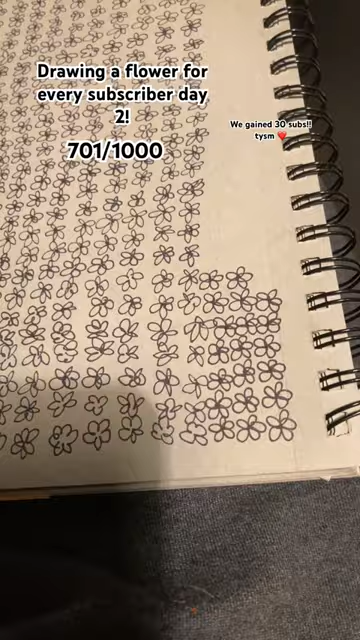 Drawing a flower for
every subscriber day
2!
701/1000
We gained 30 subs!!
tysm ❤️